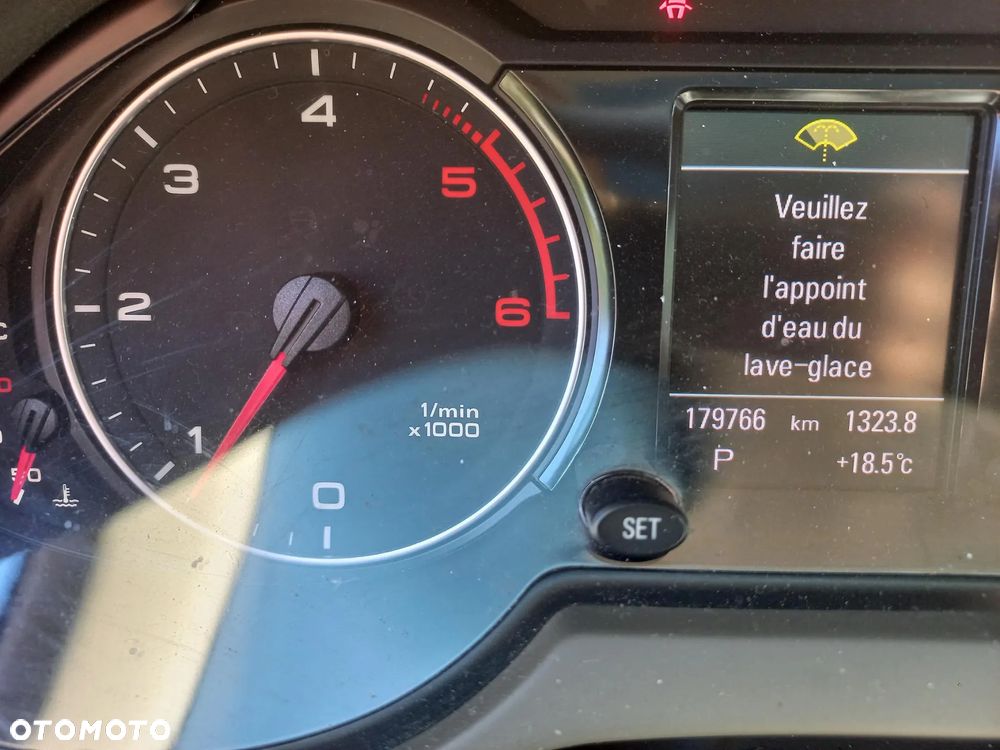 4
3
5
2
6
1/min
x1000
1
0
50
Veuillez
faire
l'appoint
d'eau du
lave-glace
179766 km 1323.8
P +18.5°c
SET
OTOMOTO